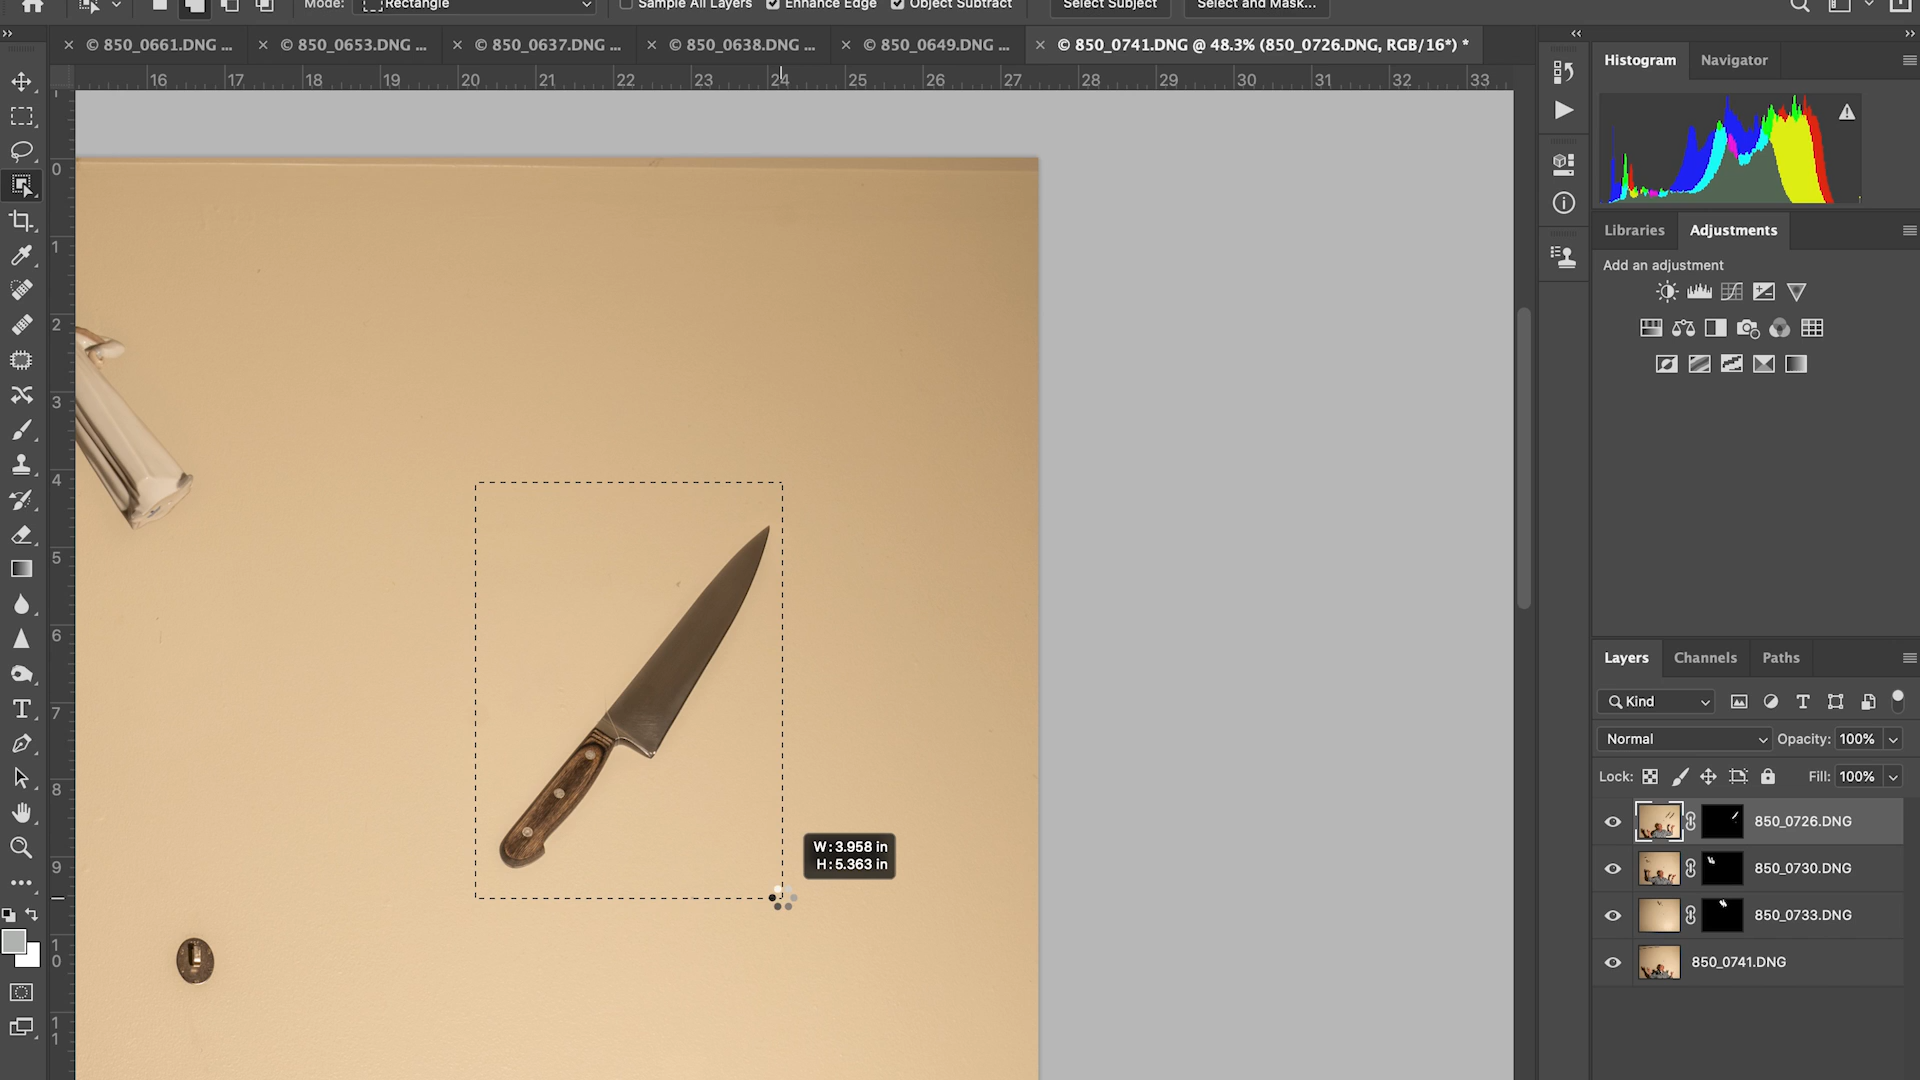 Mode: Rectangle Sample All Layers Enhance Edge Object Subtract Select Subject Select and Mask...
© 850_0661.DNG ... © 850_0653.DNG ... © 850_0637.DNG ... © 850_0638.DNG ... © 850_0649.DNG ... © 850_0741.DNG @ 48.3% (850_0726.DNG, RGB/16*) *
16 17 18 19 20 21 22 23 24 25 26 27 28 29 30 31 32 33
0
1
2
3
4
5
6
7
8
9
10
11
W: 3.958 in
H: 5.363 in
Histogram Navigator
Libraries Adjustments
Add an adjustment
Layers Channels Paths
Kind
Normal Opacity: 100%
Lock: Fill: 100%
850_0726.DNG
850_0730.DNG
850_0733.DNG
850_0741.DNG